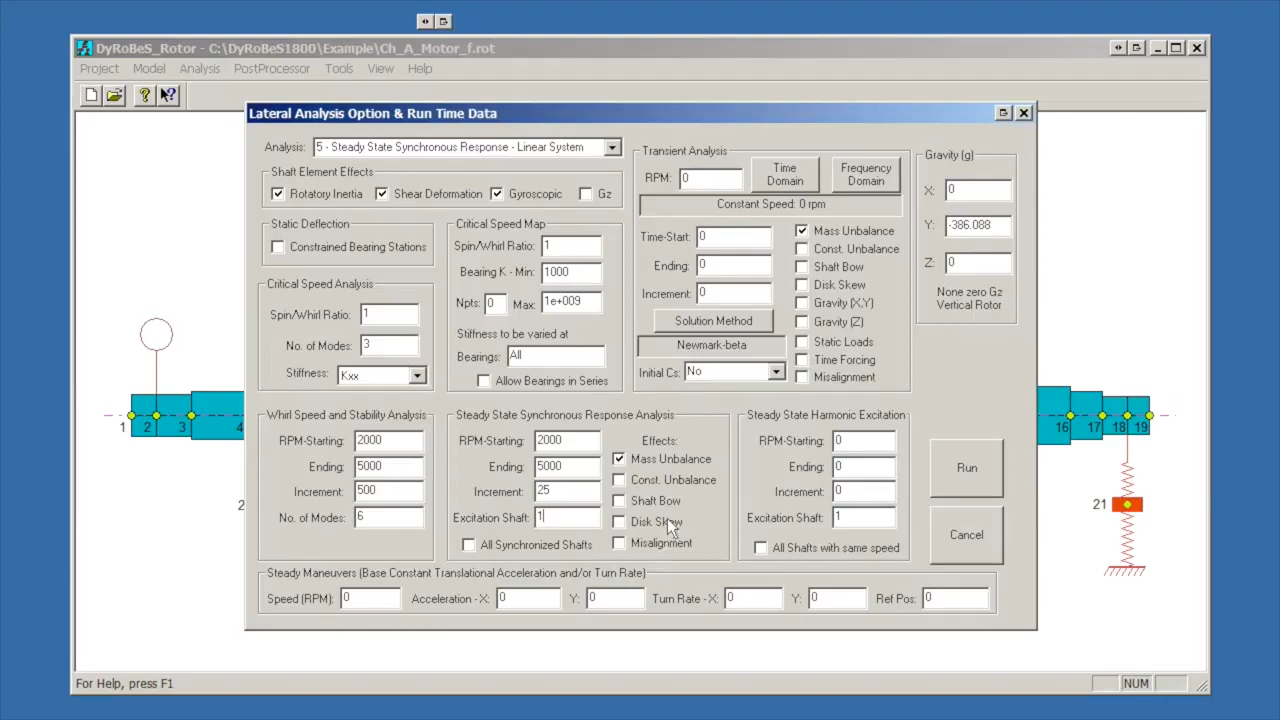 DyRoBeS_Rotor - C:\DyRoBeS1800\Example\Ch_A_Motor_f.rot
Project Model Analysis PostProcessor Tools View Help
Lateral Analysis Option & Run Time Data
Analysis: 5 - Steady State Synchronous Response - Linear System
Shaft Element Effects
Rotatory Inertia Shear Deformation Gyroscopic Gz
Static Deflection
Constrained Bearing Stations
Critical Speed Analysis
Spin/Whirl Ratio: 1
No. of Modes: 3
Stiffness: Kxx
Critical Speed Map
Spin/Whirl Ratio: 1
Bearing K - Min: 1000
Npts: 0 Max: 1e+009
Stiffness to be varied at
Bearings: All
Allow Bearings in Series
Transient Analysis
RPM: 0 Time Domain Frequency Domain
Constant Speed: 0 rpm
Time-Start: 0
Ending: 0
Increment: 0
Solution Method
Newmark-beta
Initial Cs: No
Mass Unbalance
Const. Unbalance
Shaft Bow
Disk Skew
Gravity (X,Y)
Gravity (Z)
Static Loads
Time Forcing
Misalignment
Gravity (g)
X: 0
Y: -386.088
Z: 0
None zero Gz
Vertical Rotor
Whirl Speed and Stability Analysis
RPM-Starting: 2000
Ending: 5000
Increment: 500
No. of Modes: 6
Steady State Synchronous Response Analysis
RPM-Starting: 2000
Ending: 5000
Increment: 25
Excitation Shaft: 1
All Synchronized Shafts
Effects:
Mass Unbalance
Const. Unbalance
Shaft Bow
Disk Skew
Misalignment
Steady State Harmonic Excitation
RPM-Starting: 0
Ending: 0
Increment: 0
Excitation Shaft: 1
All Shafts with same speed
Run
Cancel
Steady Maneuvers (Base Constant Translational Acceleration and/or Turn Rate)
Speed (RPM): 0 Acceleration - X: 0 Y: 0 Turn Rate - X: 0 Y: 0 Ref Pos: 0
1 2 3 4 16 17 18 19
2 21
For Help, press F1 NUM